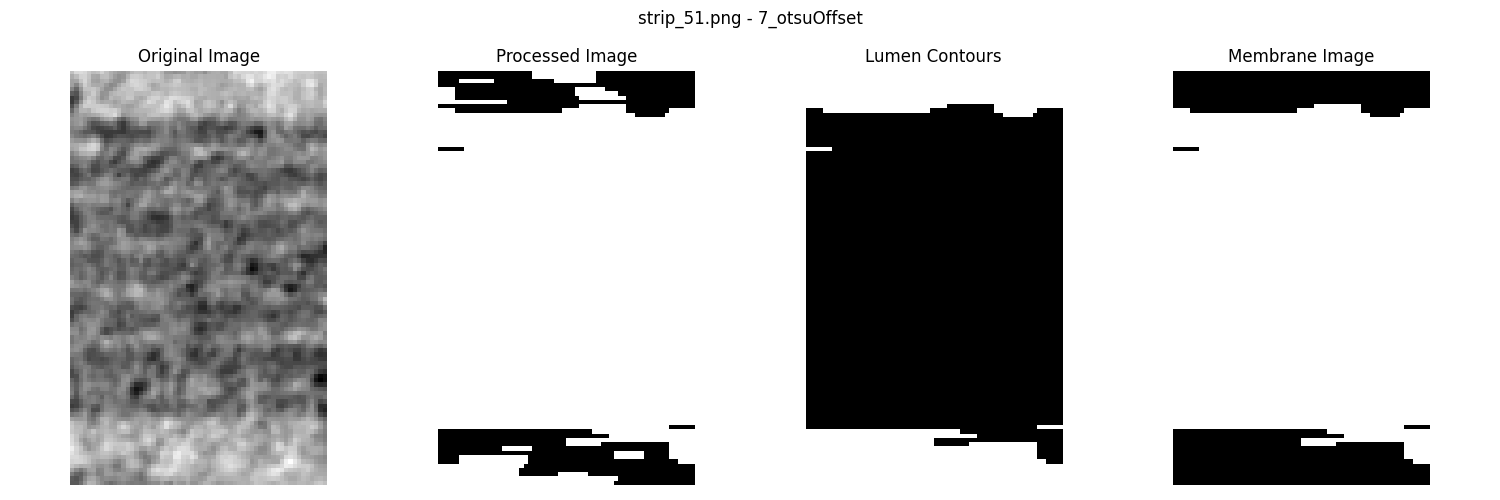 strip_51.png - 7_otsuOffset
Original Image
Processed Image
Lumen Contours
Membrane Image